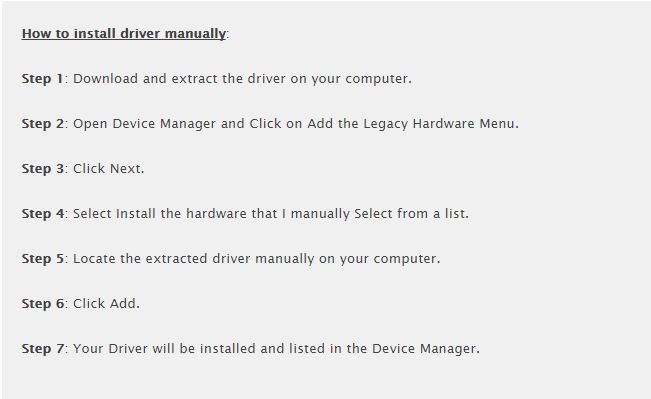 How to install driver manually:
Step 1: Download and extract the driver on your computer.
Step 2: Open Device Manager and Click on Add the Legacy Hardware Menu.
Step 3: Click Next.
Step 4: Select Install the hardware that I manually Select from a list.
Step 5: Locate the extracted driver manually on your computer.
Step 6: Click Add.
Step 7: Your Driver will be installed and listed in the Device Manager.